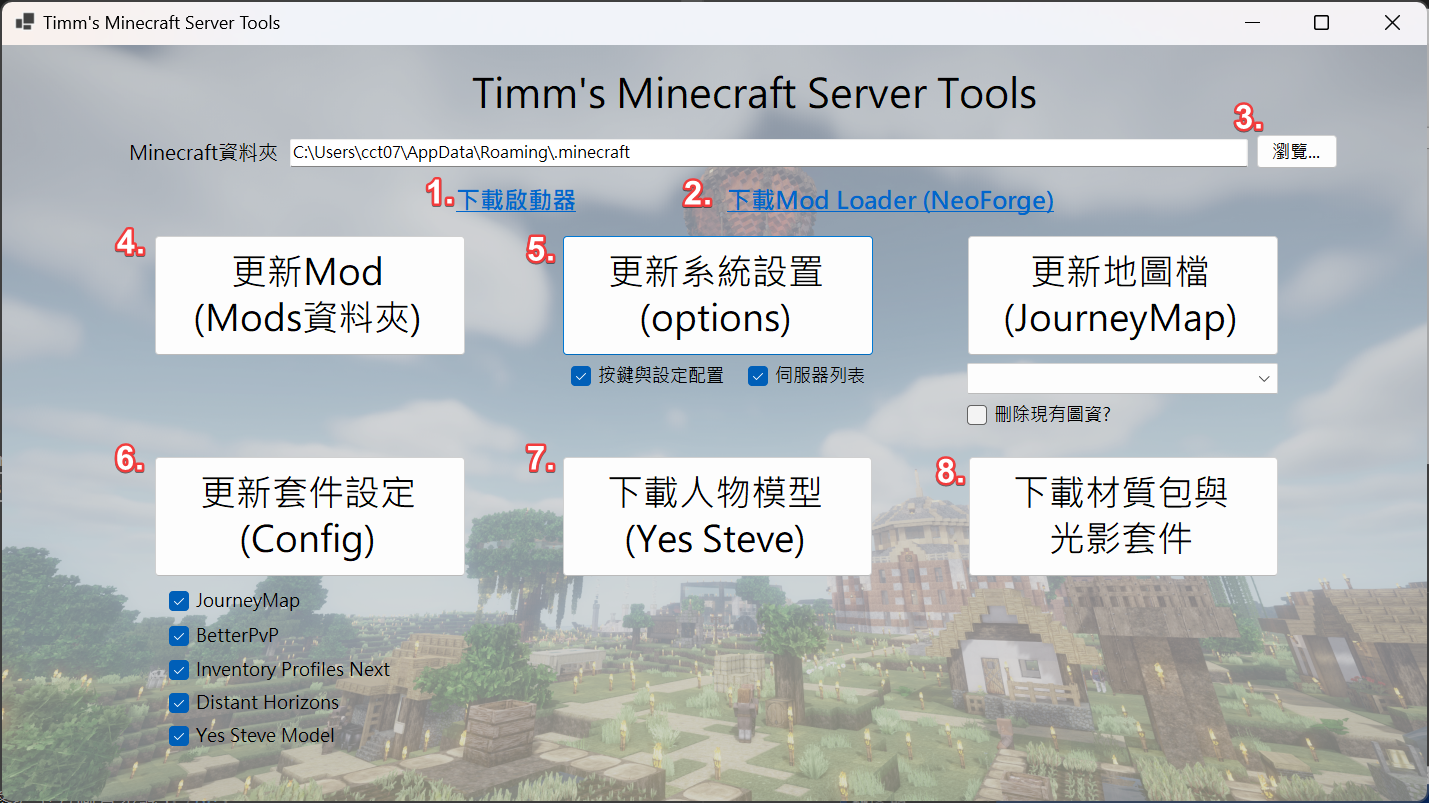 Timm's Minecraft Server Tools
Timm's Minecraft Server Tools
3.
Minecraft資料夾 C:\Users\cct07\AppData\Roaming\.minecraft 瀏覽...
1. 下載啟動器 2. 下載Mod Loader (NeoForge)
4. 更新Mod
(Mods資料夾)
5. 更新系統設置
(options)
更新地圖檔
(JourneyMap)
按鍵與設定配置 伺服器列表
刪除現有圖資?
6. 更新套件設定
(Config)
7. 下載人物模型
(Yes Steve)
8. 下載材質包與
光影套件
JourneyMap
BetterPvP
Inventory Profiles Next
Distant Horizons
Yes Steve Model